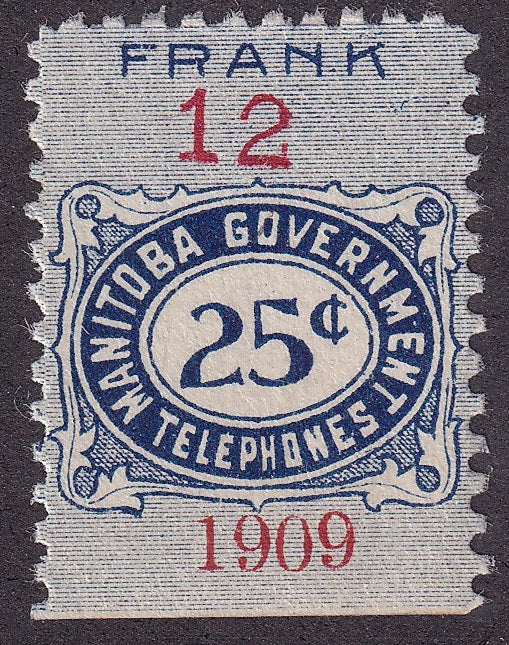 FRANK
12
MANITOBA GOVERNMENT
25¢
TELEPHONES
1909